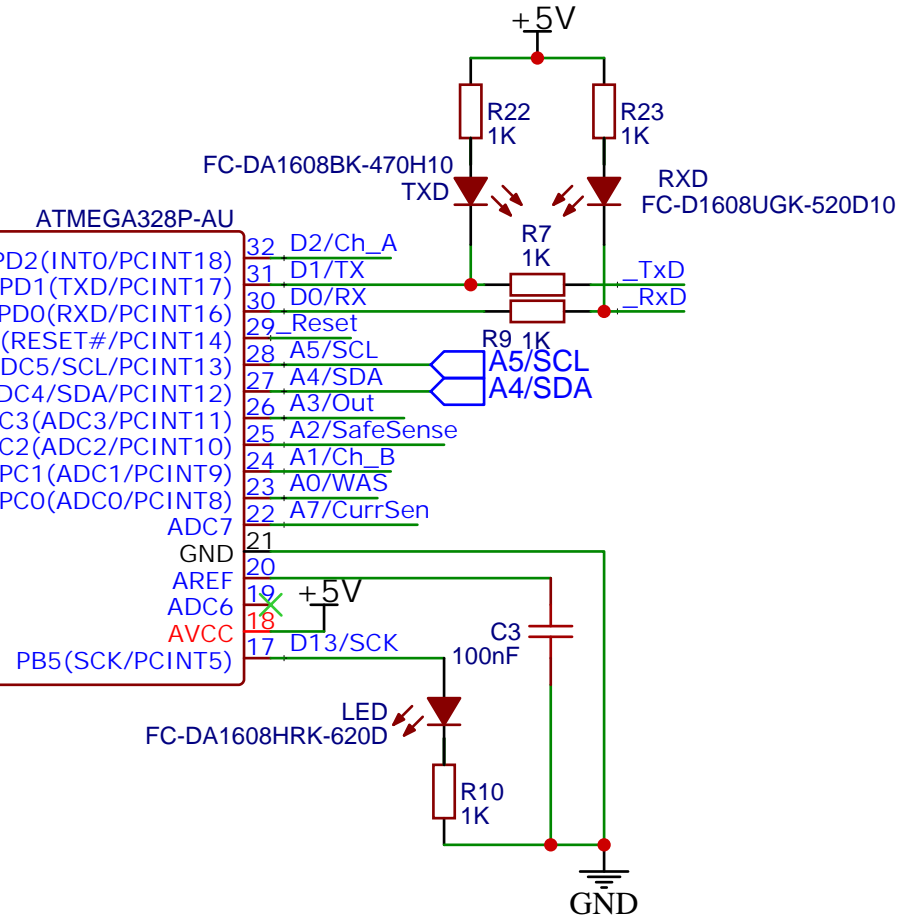 +5V
R22
1K
R23
1K
FC-DA1608BK-470H10
TXD
RXD
FC-D1608UGK-520D10
ATMEGA328P-AU
R7
1K
PD2(INT0/PCINT18) 32 D2/Ch_A
PD1(TXD/PCINT17) 31 D1/TX _TxD
PD0(RXD/PCINT16) 30 D0/RX _RxD
(RESET#/PCINT14) 29 _Reset
R9 1K
DC5/SCL/PCINT13) 28 A5/SCL A5/SCL
DC4/SDA/PCINT12) 27 A4/SDA A4/SDA
C3(ADC3/PCINT11) 26 A3/Out
C2(ADC2/PCINT10) 25 A2/SafeSense
PC1(ADC1/PCINT9) 24 A1/Ch_B
PC0(ADC0/PCINT8) 23 A0/WAS
ADC7 22 A7/CurrSen
GND 21
AREF 20
ADC6 19
+5V
AVCC 18
PB5(SCK/PCINT5) 17 D13/SCK
C3
100nF
LED
FC-DA1608HRK-620D
R10
1K
GND